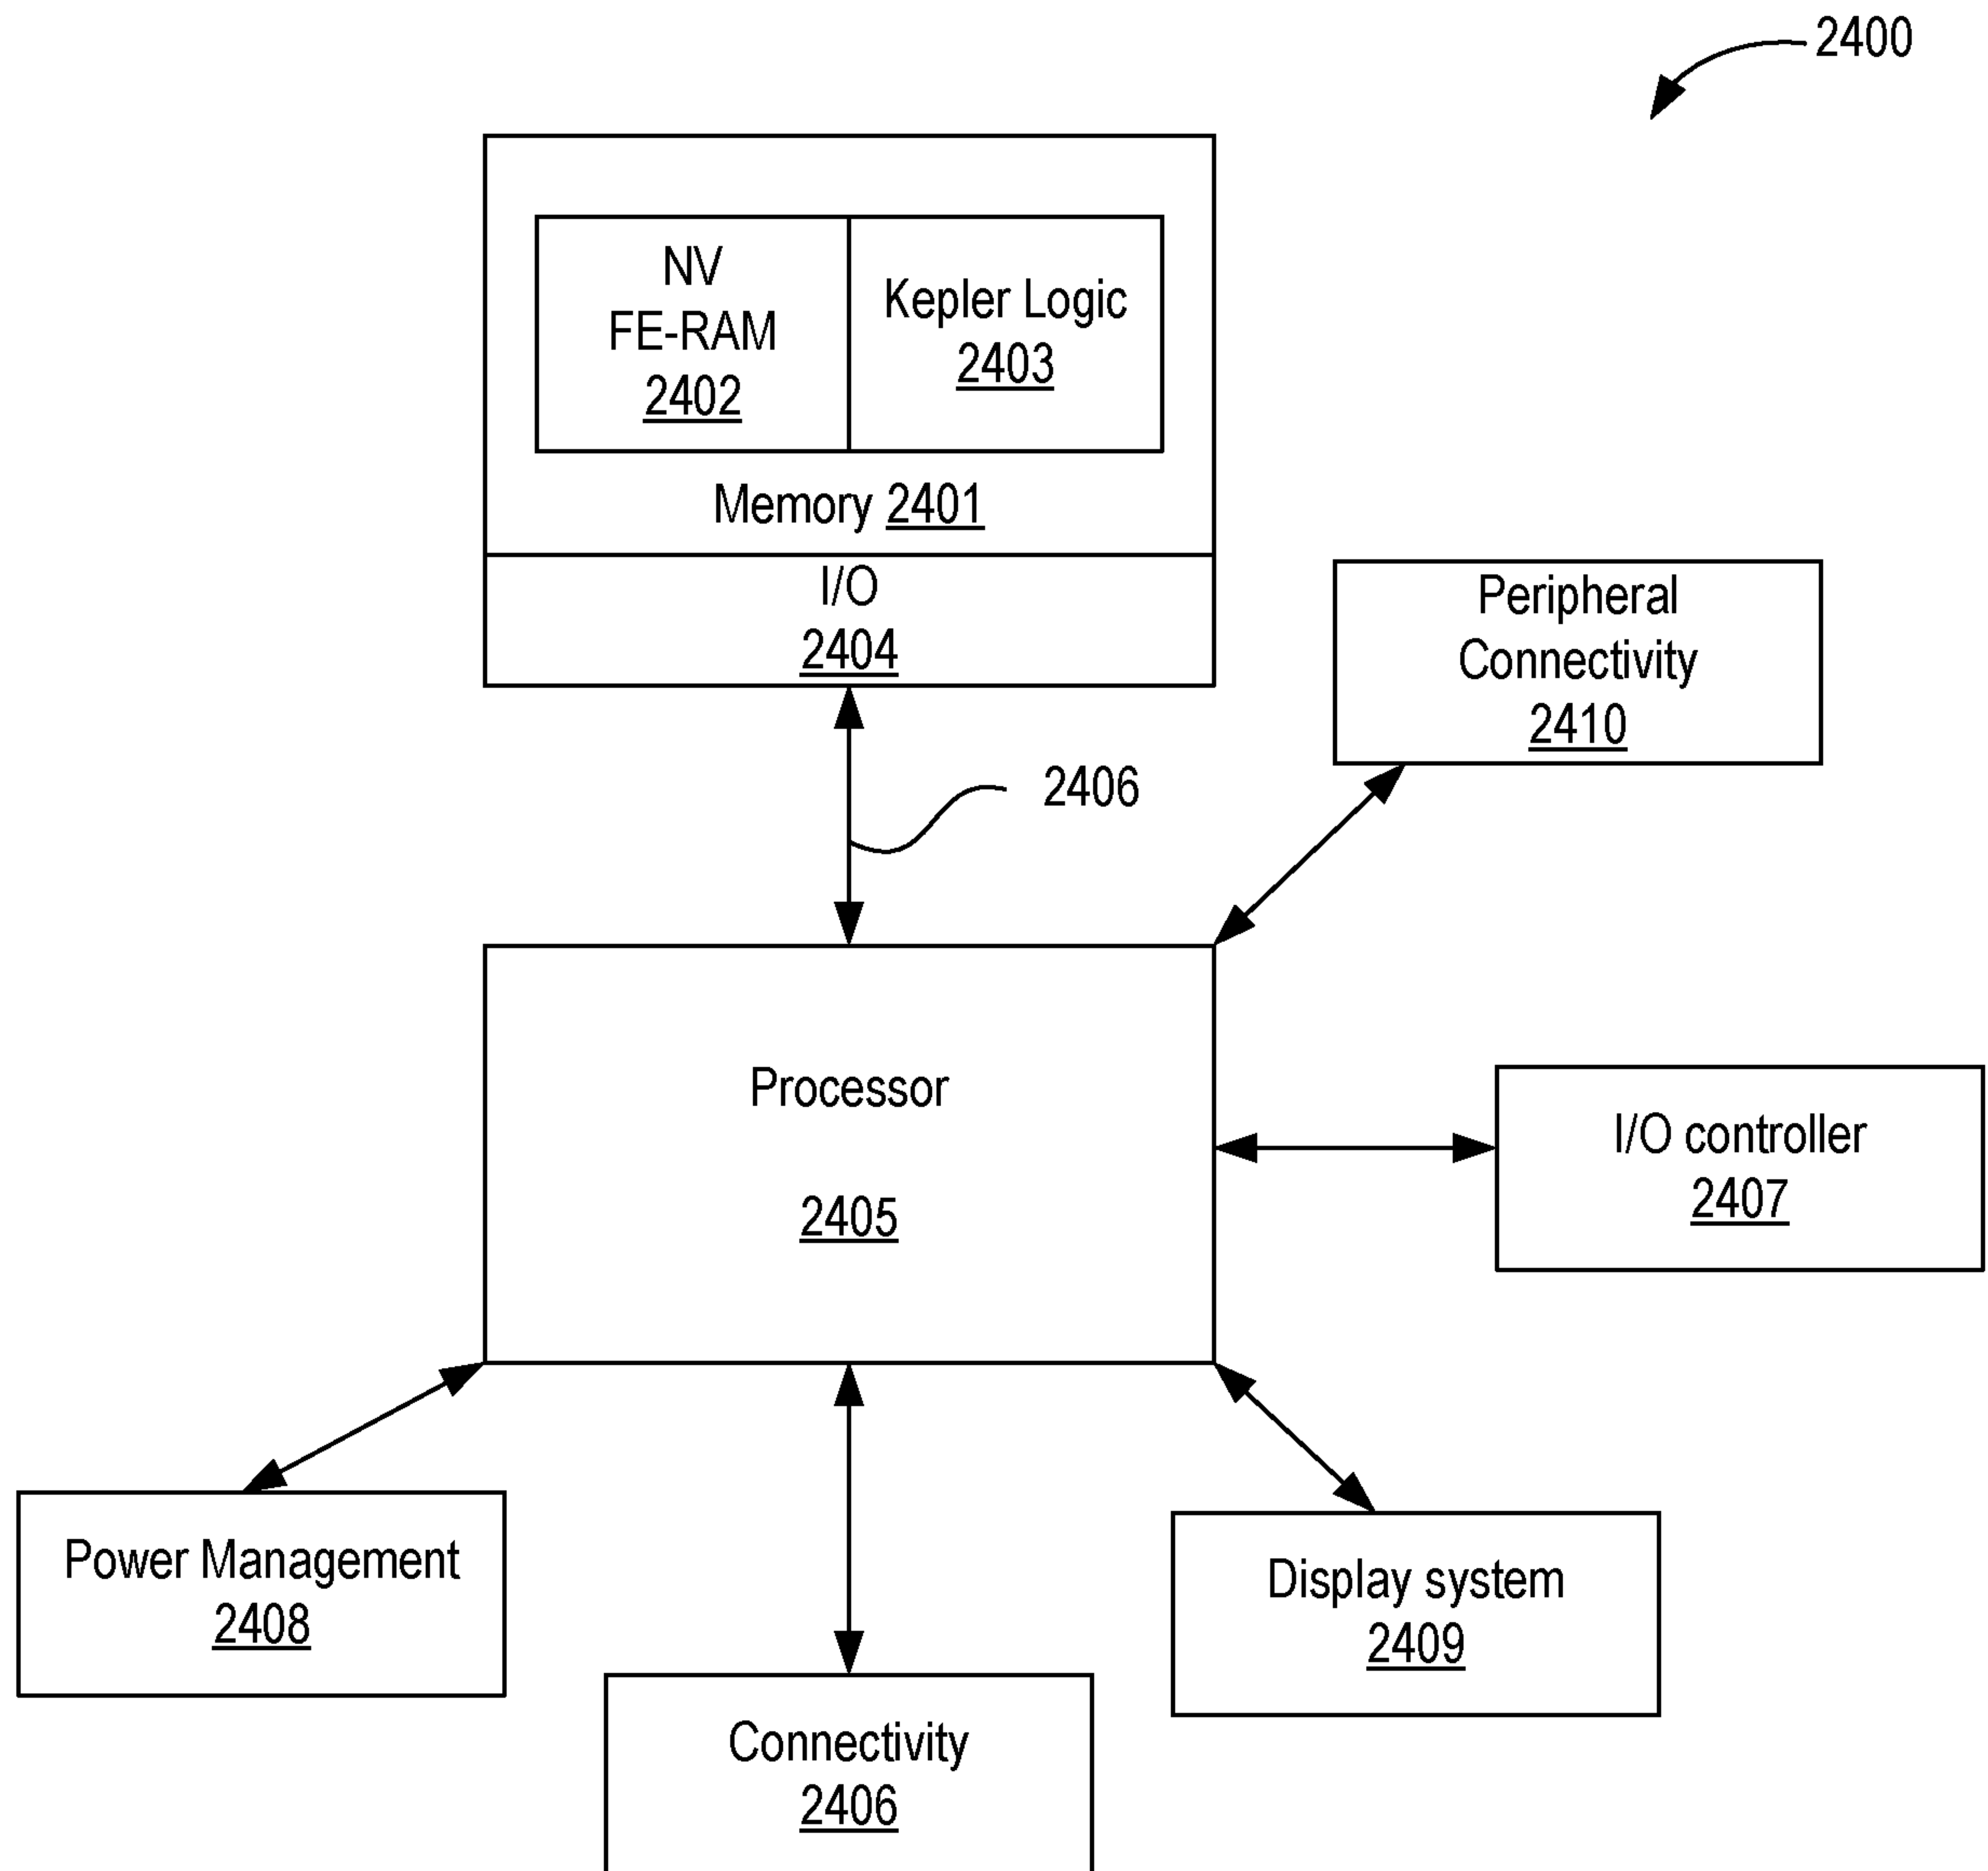 2400
NV
FE-RAM
2402
Kepler Logic
2403
Memory 2401
I/O
2404
Peripheral
Connectivity
2410
2406
Processor
2405
I/O controller
2407
Power Management
2408
Display system
2409
Connectivity
2406